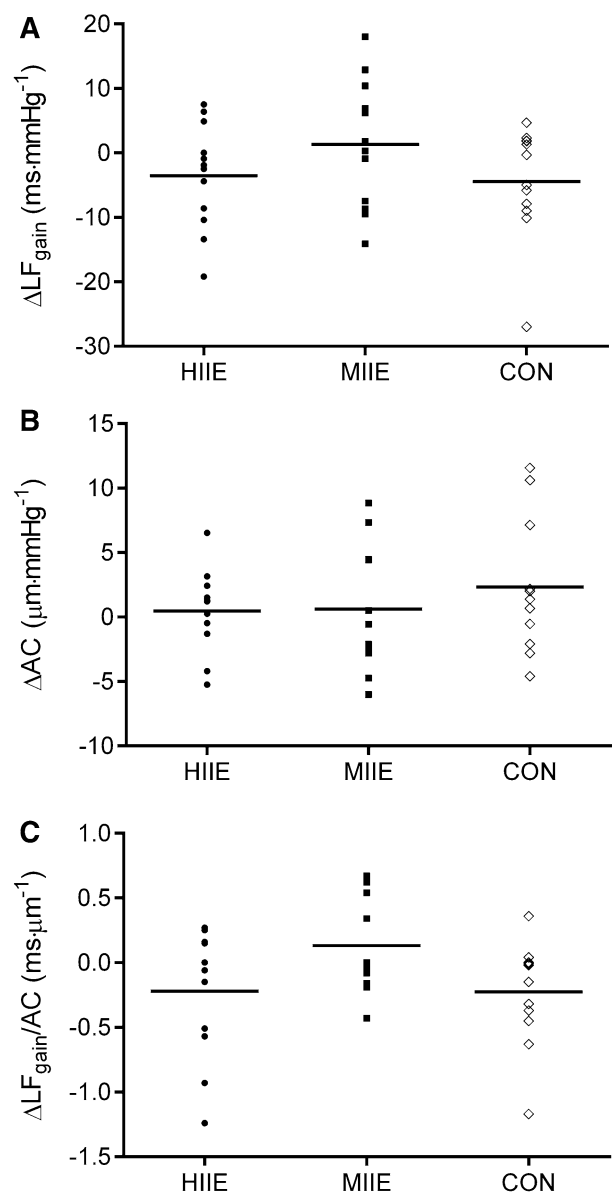 A
ΔLFgain (ms·mmHg-1)
20
10
0
-10
-20
-30
HIIE MIIE CON
B
ΔAC (μm·mmHg-1)
15
10
5
0
-5
-10
HIIE MIIE CON
C
ΔLFgain/AC (ms·μm-1)
1.0
0.5
0.0
-0.5
-1.0
-1.5
HIIE MIIE CON